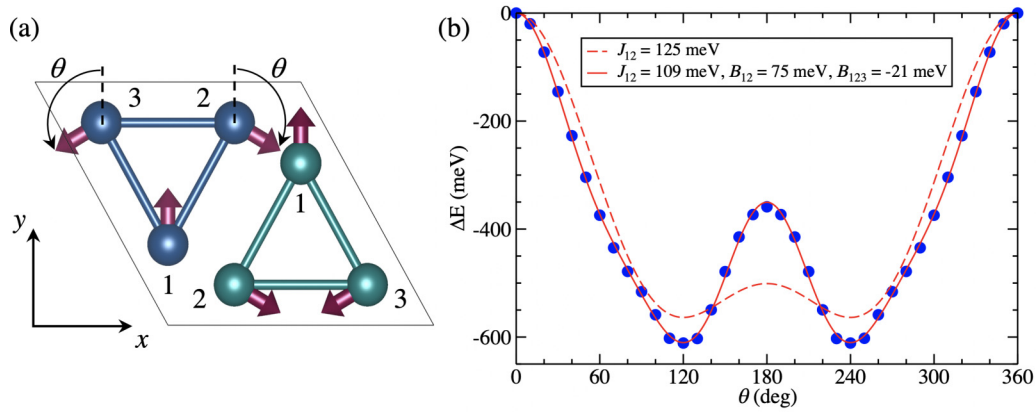 (a)
θ
θ
3
2
1
1
2
3
y
x
(b)
J12 = 125 meV
J12 = 109 meV, B12 = 75 meV, B123 = -21 meV
0
-200
-400
-600
ΔE (meV)
0
60
120
180
240
300
360
θ (deg)